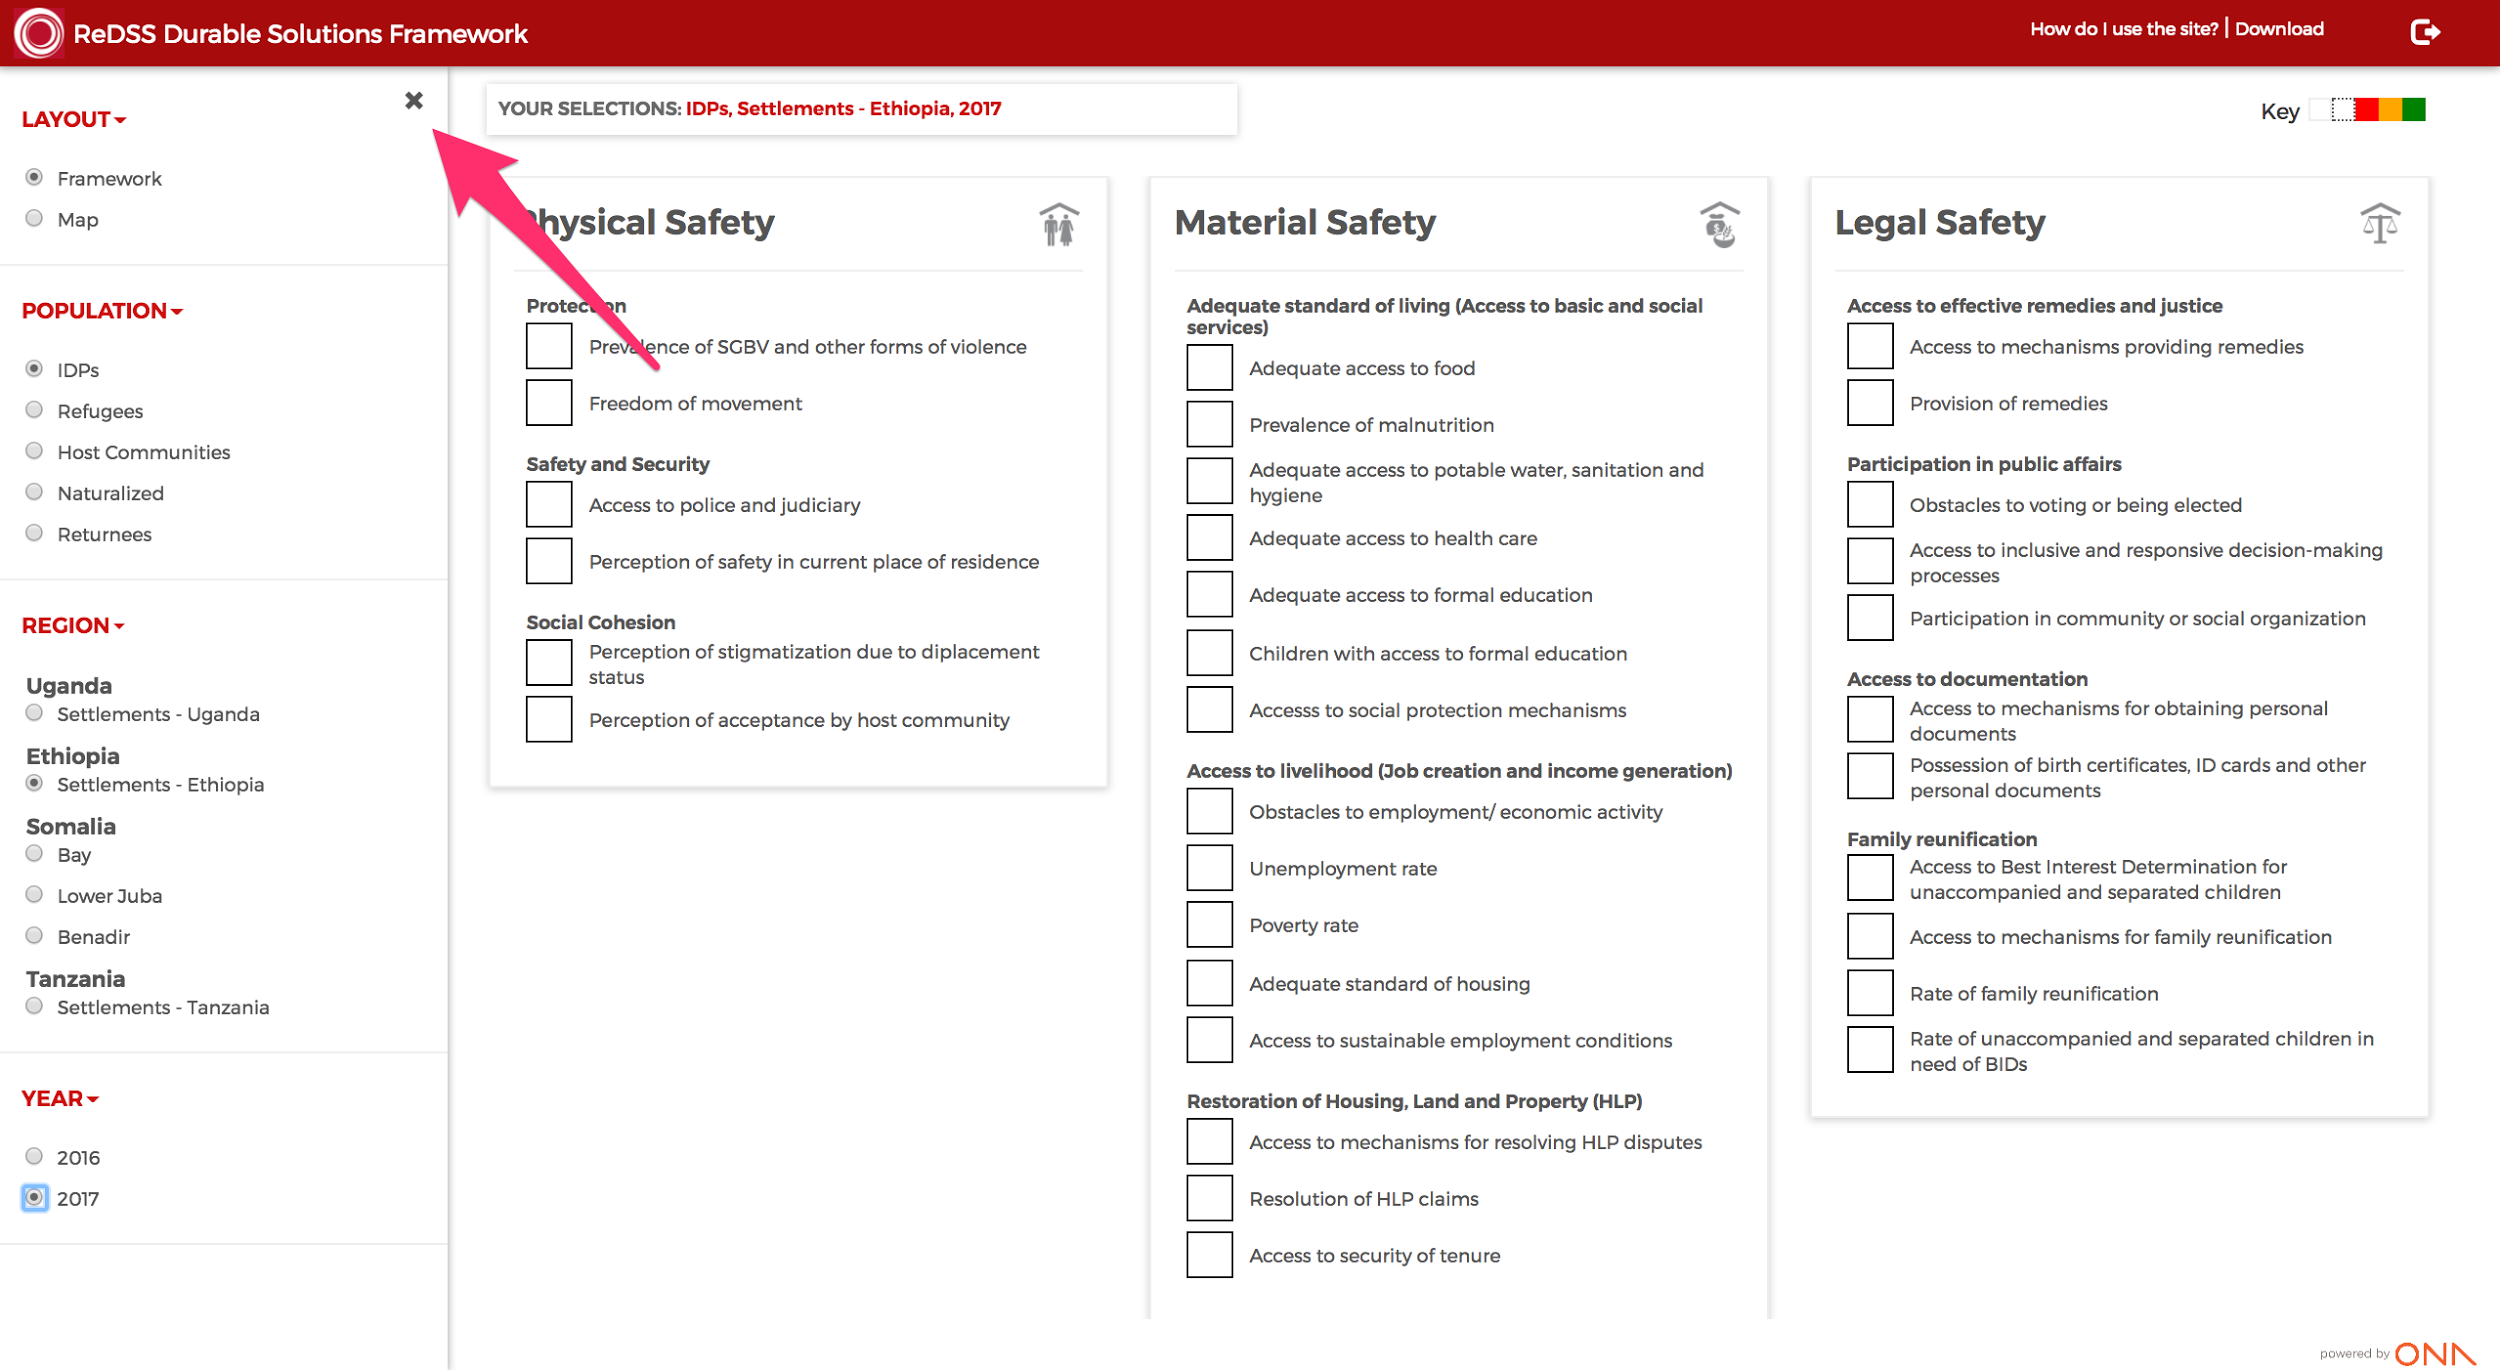 ReDSS Durable Solutions Framework
How do I use the site? | Download
LAYOUT
Framework
Map
POPULATION
IDPs
Refugees
Host Communities
Naturalized
Returnees
REGION
Uganda
Settlements - Uganda
Ethiopia
Settlements - Ethiopia
Somalia
Bay
Lower Juba
Benadir
Tanzania
Settlements - Tanzania
YEAR
2016
2017
YOUR SELECTIONS: IDPs, Settlements - Ethiopia, 2017
Key
Physical Safety
Protection
Prevalence of SGBV and other forms of violence
Freedom of movement
Safety and Security
Access to police and judiciary
Perception of safety in current place of residence
Social Cohesion
Perception of stigmatization due to diplacement
status
Perception of acceptance by host community
Material Safety
Adequate standard of living (Access to basic and social
services)
Adequate access to food
Prevalence of malnutrition
Adequate access to potable water, sanitation and
hygiene
Adequate access to health care
Adequate access to formal education
Children with access to formal education
Accesss to social protection mechanisms
Access to livelihood (Job creation and income generation)
Obstacles to employment/ economic activity
Unemployment rate
Poverty rate
Adequate standard of housing
Access to sustainable employment conditions
Restoration of Housing, Land and Property (HLP)
Access to mechanisms for resolving HLP disputes
Resolution of HLP claims
Access to security of tenure
Legal Safety
Access to effective remedies and justice
Access to mechanisms providing remedies
Provision of remedies
Participation in public affairs
Obstacles to voting or being elected
Access to inclusive and responsive decision-making
processes
Participation in community or social organization
Access to documentation
Access to mechanisms for obtaining personal
documents
Possession of birth certificates, ID cards and other
personal documents
Family reunification
Access to Best Interest Determination for
unaccompanied and separated children
Access to mechanisms for family reunification
Rate of family reunification
Rate of unaccompanied and separated children in
need of BIDs
powered by ONA